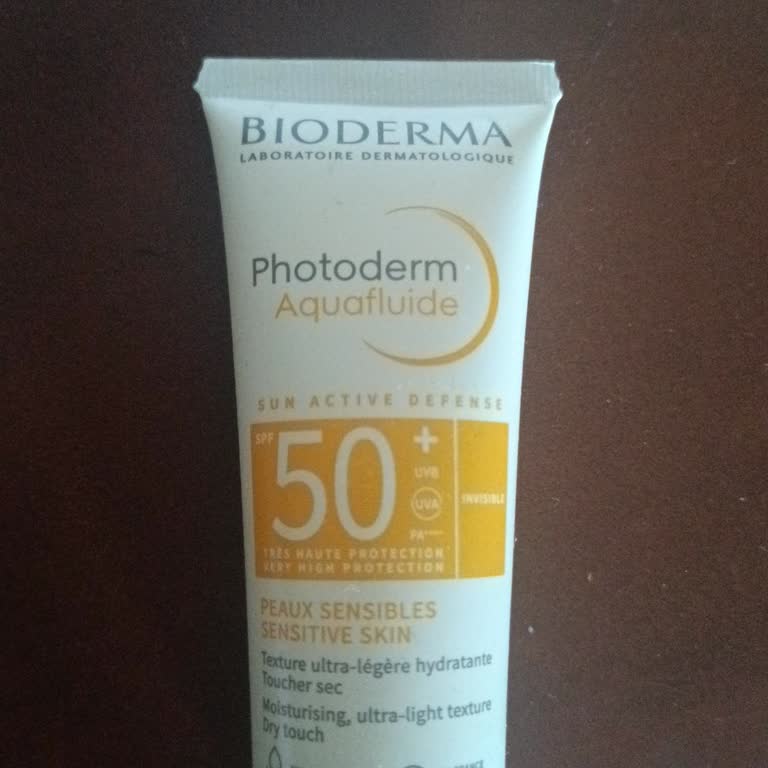 BIODERMA
LABORATOIRE DERMATOLOGIQUE
Photoderm
Aquafluide
SUN ACTIVE DEFENSE
SPF 50+
UVB
UVA
PA++++
INVISIBLE
TRÈS HAUTE PROTECTION
VERY HIGH PROTECTION
PEAUX SENSIBLES
SENSITIVE SKIN
Texture ultra-légère hydratante
Toucher sec
Moisturising, ultra-light texture
Dry touch